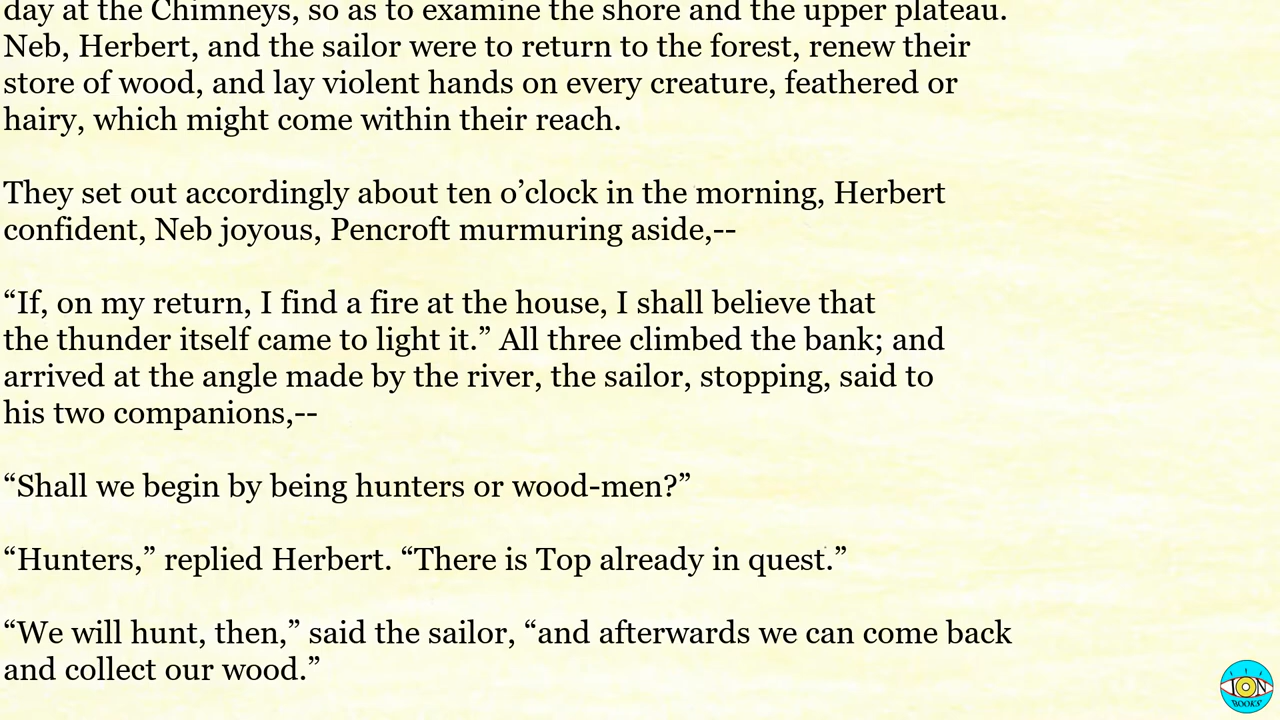 day at the Chimneys, so as to examine the shore and the upper plateau.
Neb, Herbert, and the sailor were to return to the forest, renew their
store of wood, and lay violent hands on every creature, feathered or
hairy, which might come within their reach.
They set out accordingly about ten o’clock in the morning, Herbert
confident, Neb joyous, Pencroft murmuring aside,--
“If, on my return, I find a fire at the house, I shall believe that
the thunder itself came to light it.” All three climbed the bank; and
arrived at the angle made by the river, the sailor, stopping, said to
his two companions,--
“Shall we begin by being hunters or wood-men?”
“Hunters,” replied Herbert. “There is Top already in quest.”
“We will hunt, then,” said the sailor, “and afterwards we can come back
and collect our wood.”
ION
BOOKS